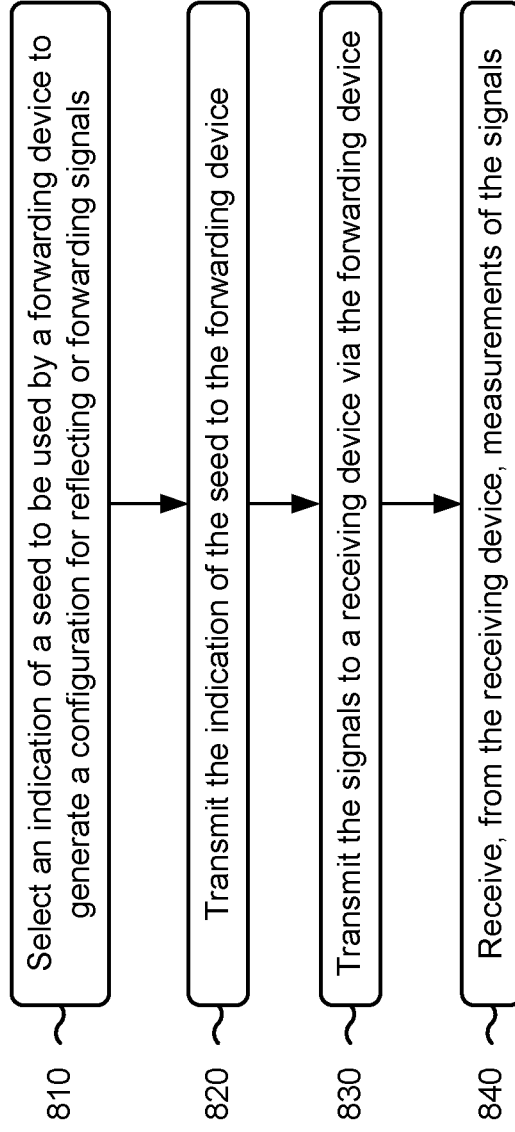 810
Select an indication of a seed to be used by a forwarding device to
generate a configuration for reflecting or forwarding signals
820
Transmit the indication of the seed to the forwarding device
830
Transmit the signals to a receiving device via the forwarding device
840
Receive, from the receiving device, measurements of the signals